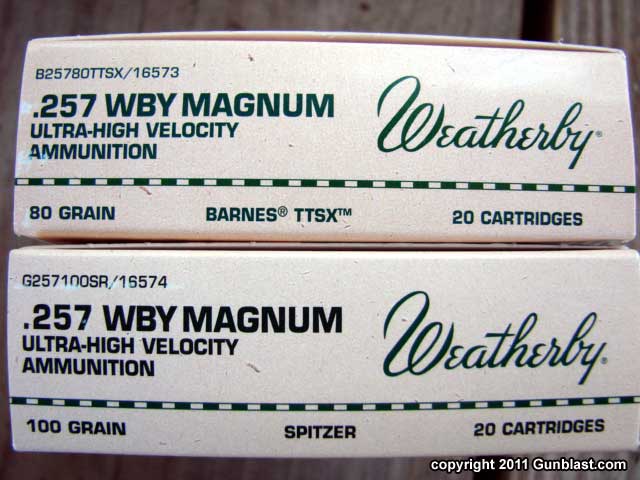 B25780TTSX/16573
.257 WBY MAGNUM
ULTRA-HIGH VELOCITY
AMMUNITION
Weatherby®
80 GRAIN BARNES® TTSX™ 20 CARTRIDGES
G257100SR/16574
.257 WBY MAGNUM
ULTRA-HIGH VELOCITY
AMMUNITION
Weatherby®
100 GRAIN SPITZER 20 CARTRIDGES
copyright 2011 Gunblast.com